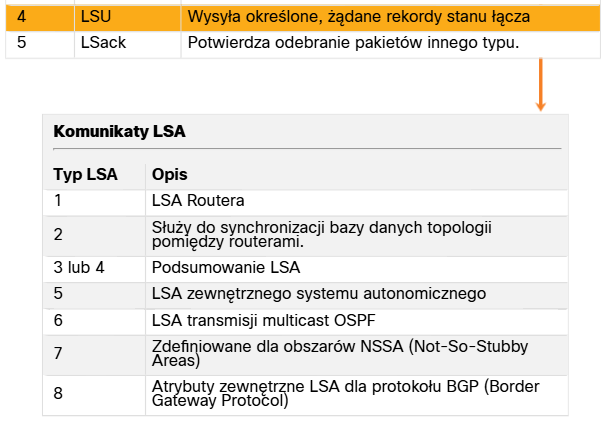 4 LSU Wysyła określone, żądane rekordy stanu łącza
5 LSack Potwierdza odebranie pakietów innego typu.
Komunikaty LSA
Typ LSA Opis
1 LSA Routera
2 Służy do synchronizacji bazy danych topologii
pomiędzy routerami.
3 lub 4 Podsumowanie LSA
5 LSA zewnętrznego systemu autonomicznego
6 LSA transmisji multicast OSPF
7 Zdefiniowane dla obszarów NSSA (Not-So-Stubby
Areas)
8 Atrybuty zewnętrzne LSA dla protokołu BGP (Border
Gateway Protocol)